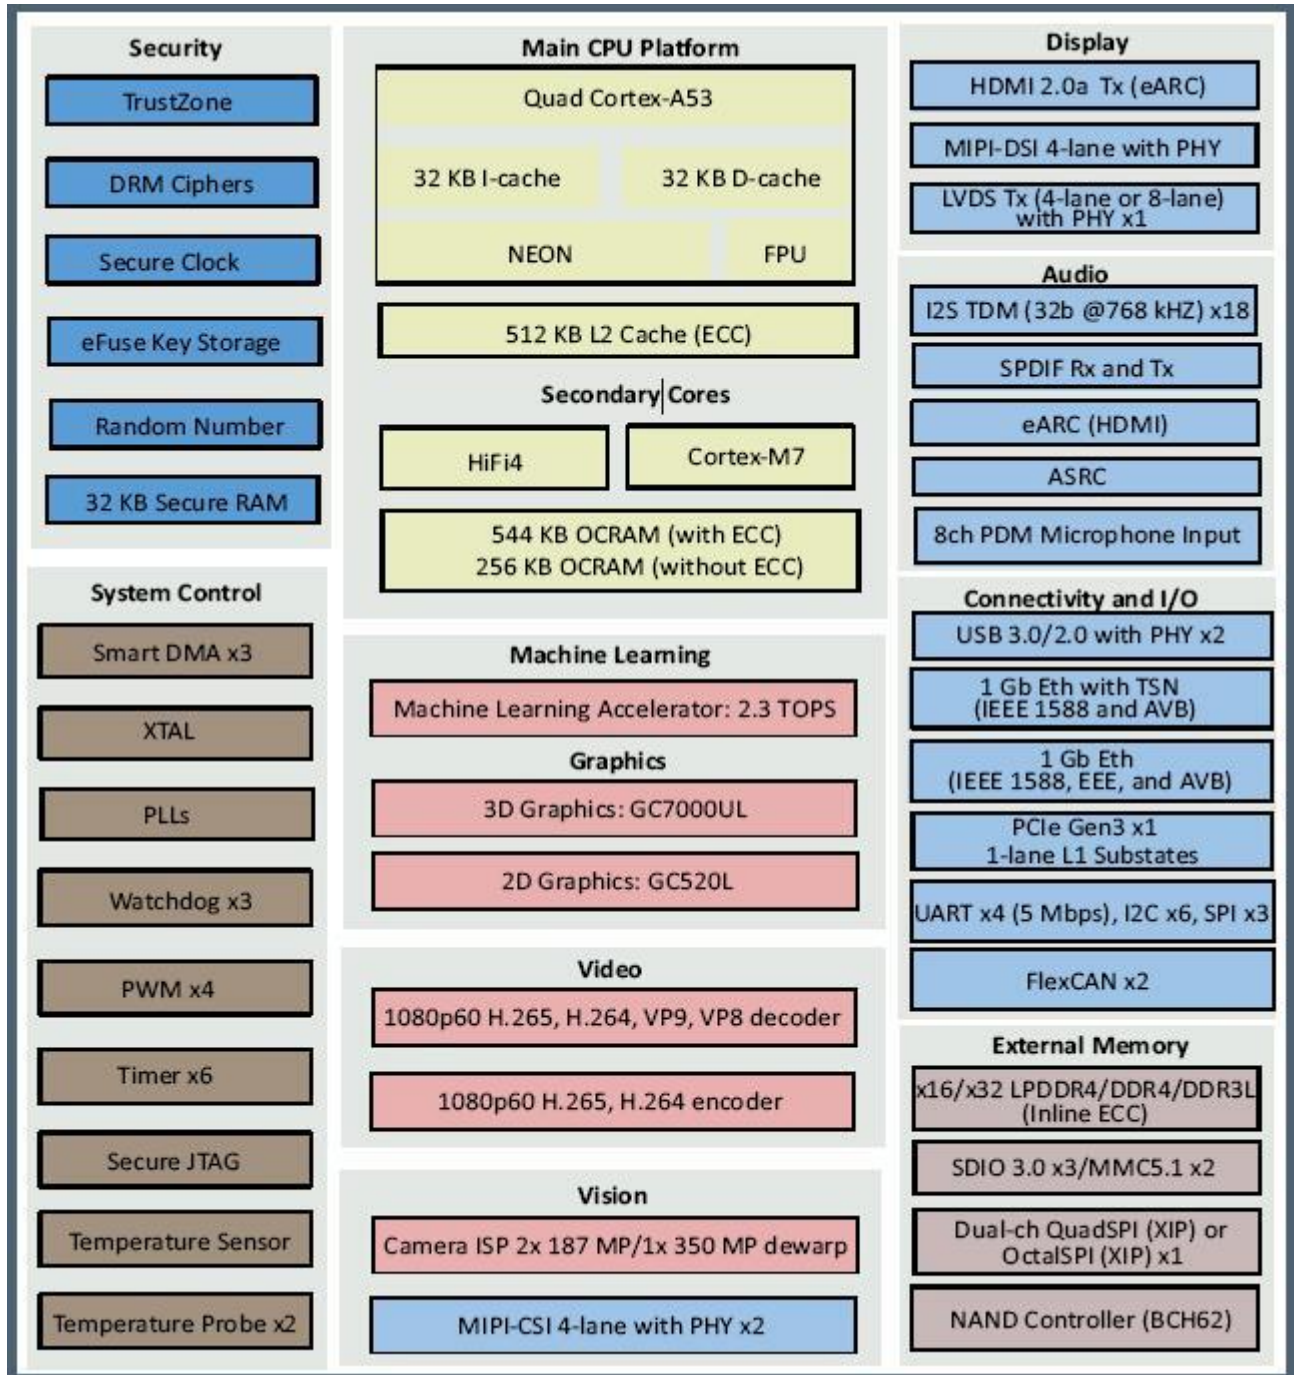 Security
TrustZone
DRM Ciphers
Secure Clock
eFuse Key Storage
Random Number
32 KB Secure RAM
System Control
Smart DMA x3
XTAL
PLLs
Watchdog x3
PWM x4
Timer x6
Secure JTAG
Temperature Sensor
Temperature Probe x2
Main CPU Platform
Quad Cortex-A53
32 KB I-cache
32 KB D-cache
NEON
FPU
512 KB L2 Cache (ECC)
Secondary Cores
HiFi4
Cortex-M7
544 KB OCRAM (with ECC)
256 KB OCRAM (without ECC)
Machine Learning
Machine Learning Accelerator: 2.3 TOPS
Graphics
3D Graphics: GC7000UL
2D Graphics: GC520L
Video
1080p60 H.265, H.264, VP9, VP8 decoder
1080p60 H.265, H.264 encoder
Vision
Camera ISP 2x 187 MP/1x 350 MP dewarp
MIPI-CSI 4-lane with PHY x2
Display
HDMI 2.0a Tx (eARC)
MIPI-DSI 4-lane with PHY
LVDS Tx (4-lane or 8-lane)
with PHY x1
Audio
I2S TDM (32b @768 kHZ) x18
SPDIF Rx and Tx
eARC (HDMI)
ASRC
8ch PDM Microphone Input
Connectivity and I/O
USB 3.0/2.0 with PHY x2
1 Gb Eth with TSN
(IEEE 1588 and AVB)
1 Gb Eth
(IEEE 1588, EEE, and AVB)
PCIe Gen3 x1
1-lane L1 Substates
UART x4 (5 Mbps), I2C x6, SPI x3
FlexCAN x2
External Memory
x16/x32 LPDDR4/DDR4/DDR3L
(Inline ECC)
SDIO 3.0 x3/MMC5.1 x2
Dual-ch QuadSPI (XIP) or
OctalSPI (XIP) x1
NAND Controller (BCH62)